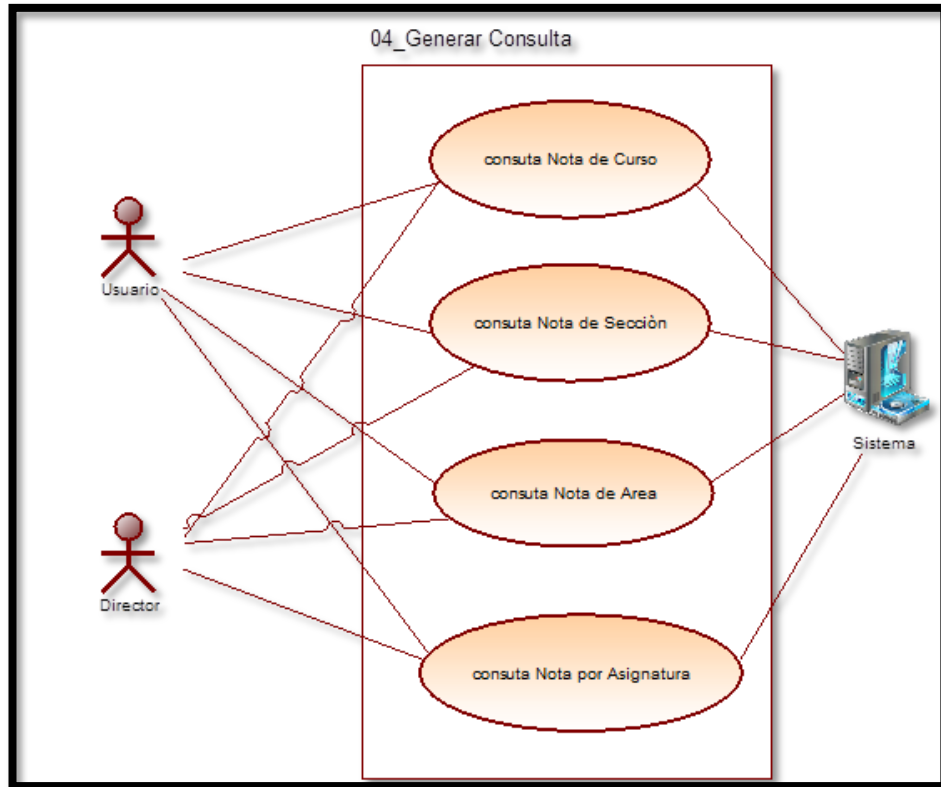 04_Generar Consulta
consuta Nota de Curso
Usuario
consuta Nota de Secciòn
Sistema
consuta Nota de Area
Director
consuta Nota por Asignatura